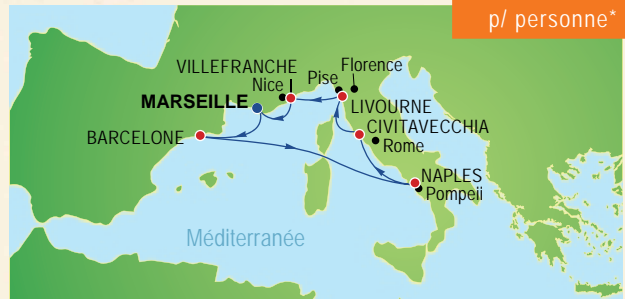 p/ personne*
VILLEFRANCHE
Nice
Pise
Florence
MARSEILLE
LIVOURNE
BARCELONE
CIVITAVECCHIA
Rome
NAPLES
Pompeii
Méditerranée